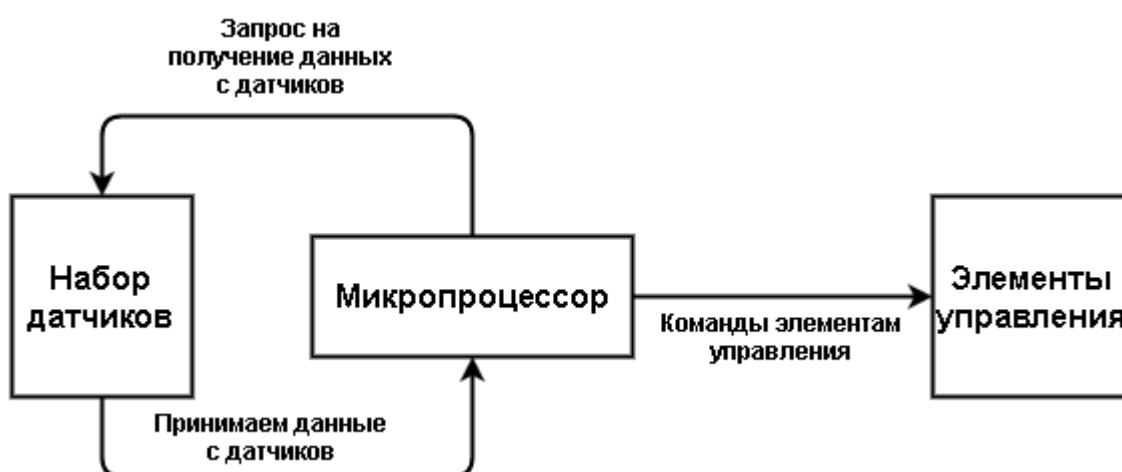 Запрос на
получение данных
с датчиков
Набор
датчиков
Микропроцессор
Элементы
управления
Команды элементам
управления
Принимаем данные
с датчиков